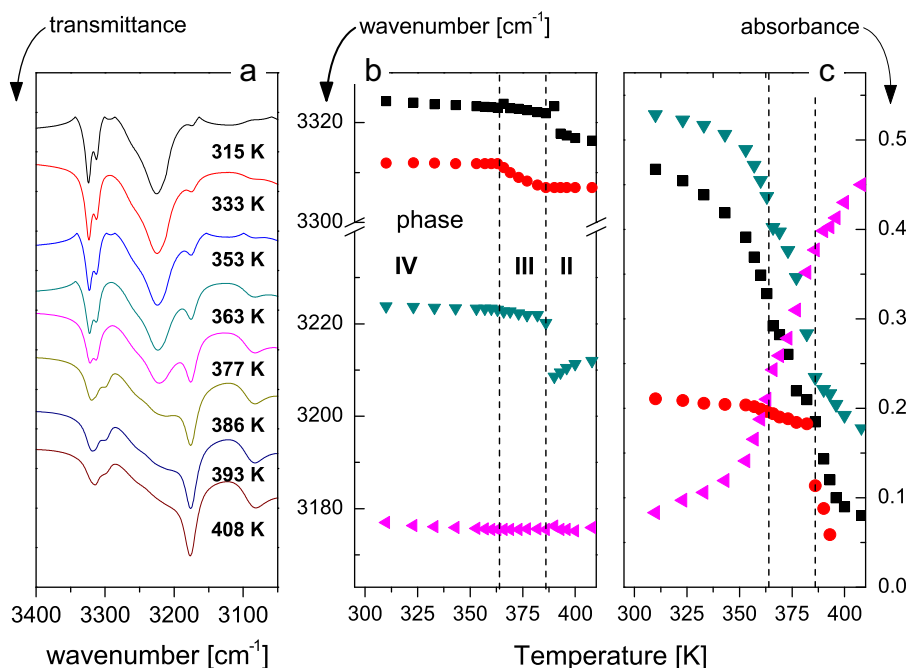 transmittance
wavenumber [cm-1]
absorbance
a
b
c
315 K
333 K
353 K
363 K
377 K
386 K
393 K
408 K
3320
3300
3220
3200
3180
phase
IV
III
II
0.5
0.4
0.3
0.2
0.1
0.0
3400 3300 3200 3100
300 325 350 375 400
300 325 350 375 400
wavenumber [cm-1]
Temperature [K]